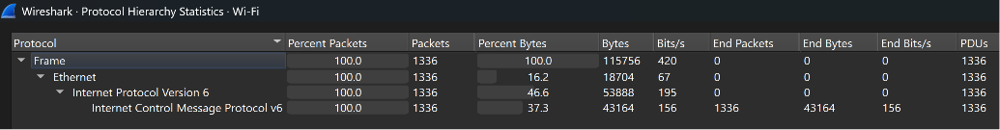 Wireshark · Protocol Hierarchy Statistics · Wi-Fi
Protocol Percent Packets Packets Percent Bytes Bytes Bits/s End Packets End Bytes End Bits/s PDUs
Frame 100.0 1336 100.0 115756 420 0 0 0 1336
Ethernet 100.0 1336 16.2 18704 67 0 0 0 1336
Internet Protocol Version 6 100.0 1336 46.6 53888 195 0 0 0 1336
Internet Control Message Protocol v6 100.0 1336 37.3 43164 156 1336 43164 156 1336